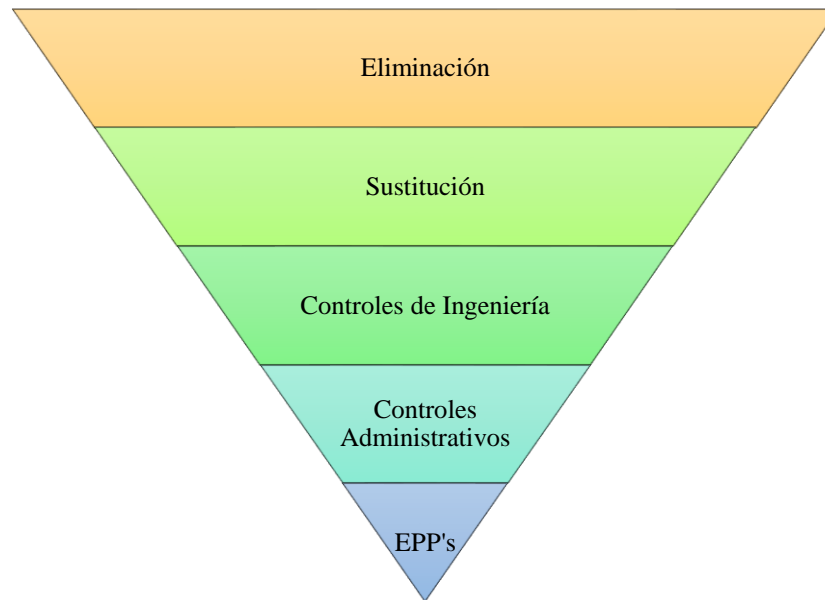 Eliminación
Sustitución
Controles de Ingeniería
Controles
Administrativos
EPP's